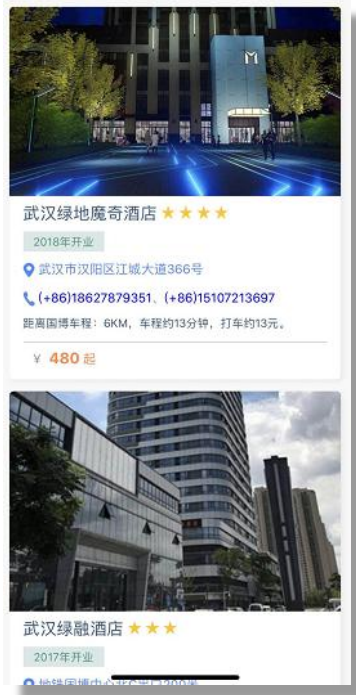 M
武汉绿地魔奇酒店
2018年开业
武汉市汉阳区江城大道366号
(+86)18627879351、(+86)15107213697
距离国博车程：6KM，车程约13分钟，打车约13元。
¥ 480 起
武汉绿融酒店
2017年开业